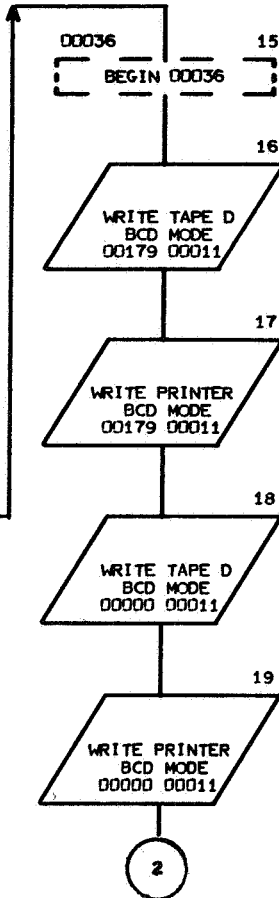 00036 15
BEGIN 00036
16
WRITE TAPE D
BCD MODE
00179 00011
17
WRITE PRINTER
BCD MODE
00179 00011
18
WRITE TAPE D
BCD MODE
00000 00011
19
WRITE PRINTER
BCD MODE
00000 00011
2